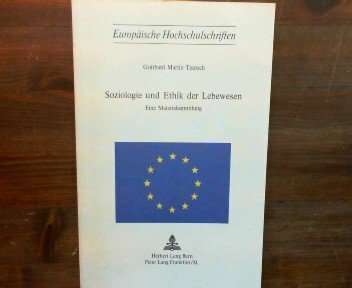 Europäische Hochschulschriften
Gotthard Martin Teutsch
Soziologie und Ethik der Lebewesen
Eine Materialsammlung
Herbert Lang Bern
Peter Lang Frankfurt/M.